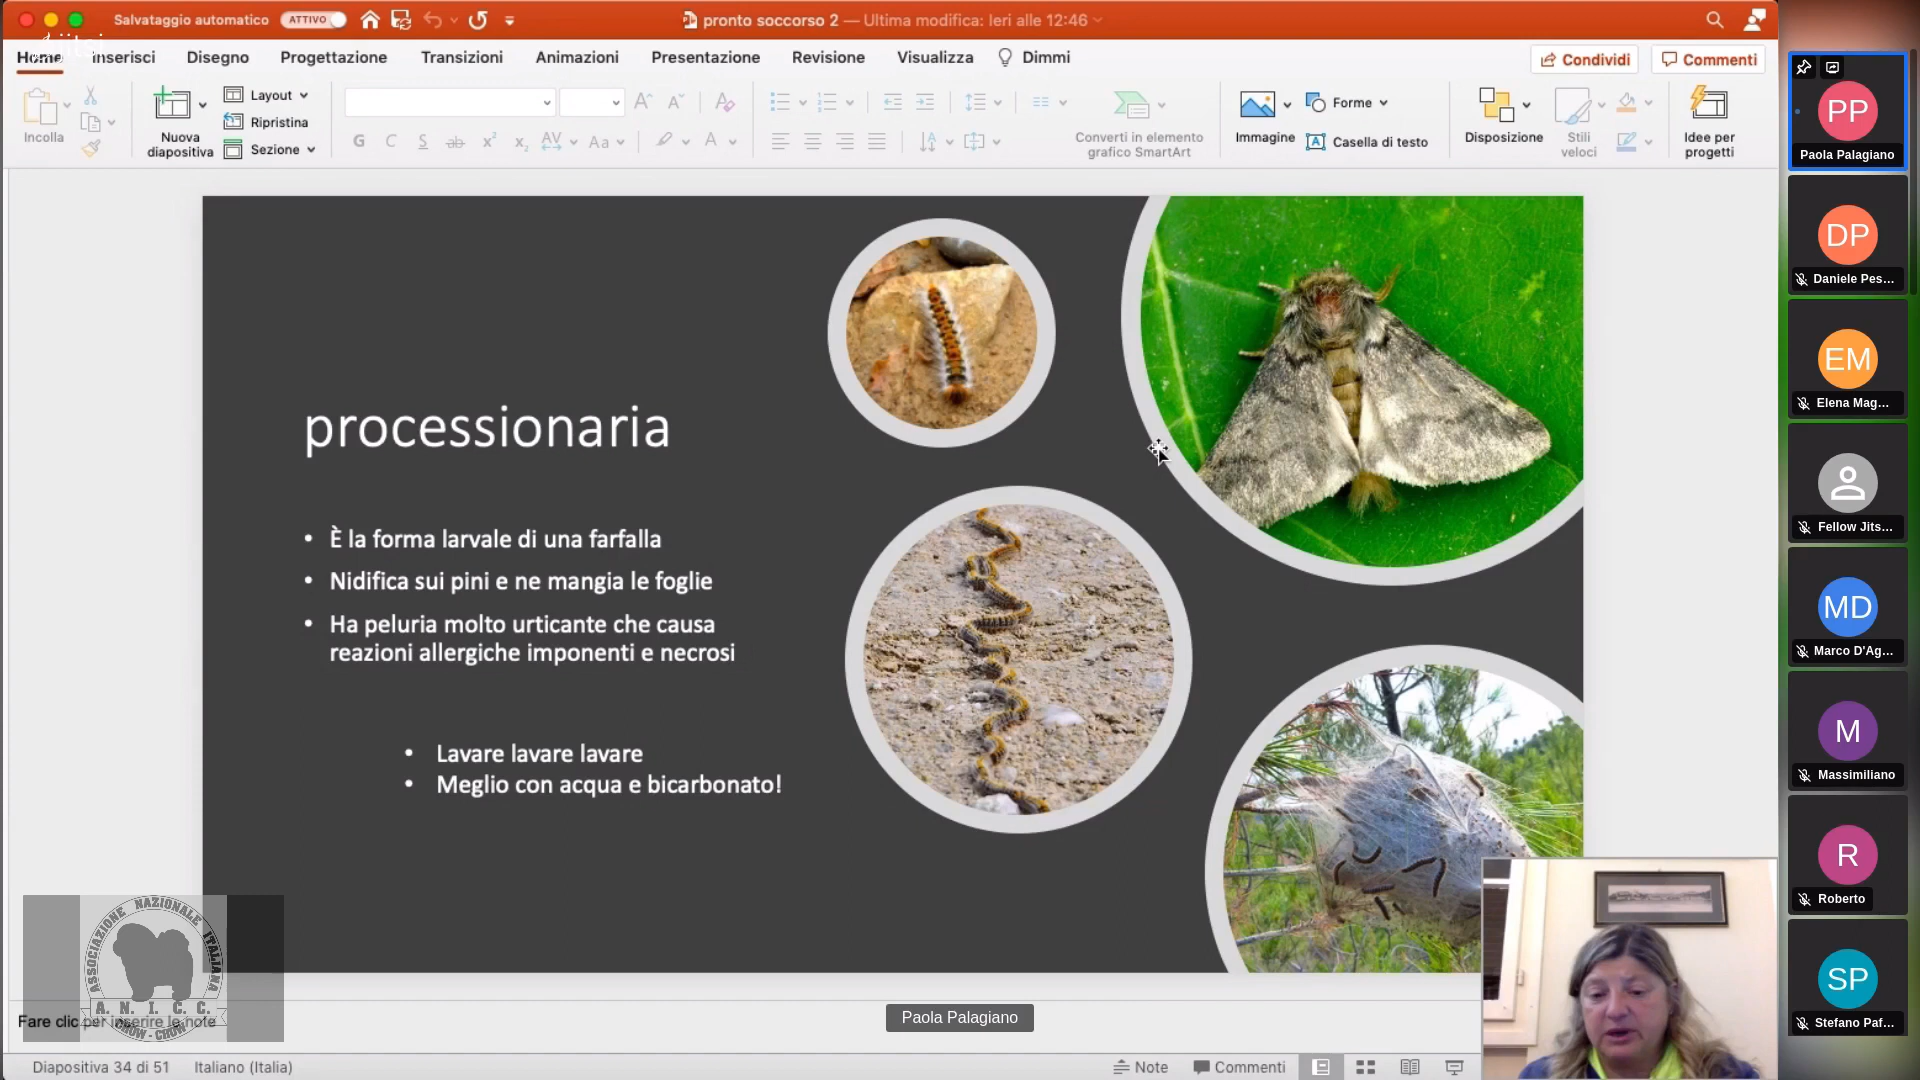 Salvataggio automatico
ATTIVO
pronto soccorso 2 — Ultima modifica: Ieri alle 12:46
Home
Inserisci
Disegno
Progettazione
Transizioni
Animazioni
Presentazione
Revisione
Visualizza
Dimmi
Condividi
Commenti
Incolla
Nuova
diapositiva
Layout
Ripristina
Sezione
Converti in elemento
grafico SmartArt
Immagine
Forme
Casella di testo
Disposizione
Stili
veloci
Idee per
progetti
processionaria
• È la forma larvale di una farfalla
• Nidifica sui pini e ne mangia le foglie
• Ha peluria molto urticante che causa
reazioni allergiche imponenti e necrosi
• Lavare lavare lavare
• Meglio con acqua e bicarbonato!
ASSOCIAZIONE NAZIONALE ITALIANA
A. N. I. C. C.
CHOW - CHOW
Fare clic per inserire le note
Paola Palagiano
Diapositiva 34 di 51
Italiano (Italia)
Note
Commenti
PP
Paola Palagiano
DP
Daniele Pes...
EM
Elena Mag...
Fellow Jits...
MD
Marco D'Ag...
M
Massimiliano
R
Roberto
SP
Stefano Paf...